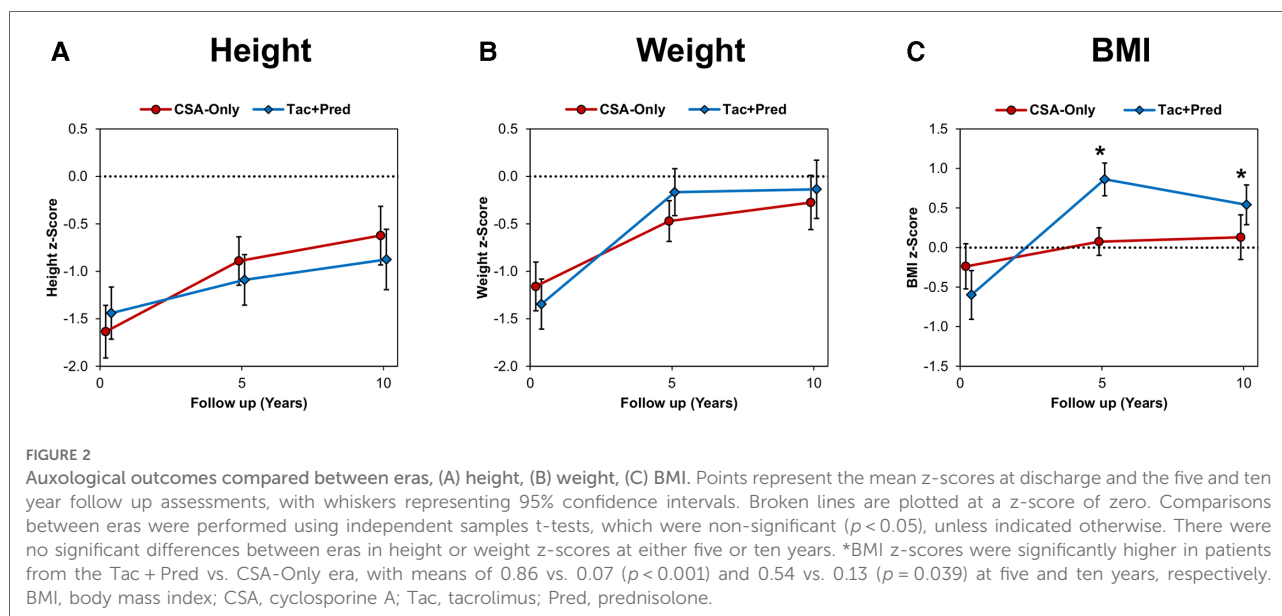 A Height
CSA-Only Tac+Pred
0.5
0.0
-0.5
-1.0
-1.5
-2.0
Height z-Score
0 5 10
Follow up (Years)
B Weight
CSA-Only Tac+Pred
0.5
0.0
-0.5
-1.0
-1.5
-2.0
Weight z-Score
0 5 10
Follow up (Years)
C BMI
CSA-Only Tac+Pred
1.5
1.0
0.5
0.0
-0.5
-1.0
-1.5
BMI z-Score
* *
0 5 10
Follow up (Years)
FIGURE 2
Auxological outcomes compared between eras, (A) height, (B) weight, (C) BMI. Points represent the mean z-scores at discharge and the five and ten
year follow up assessments, with whiskers representing 95% confidence intervals. Broken lines are plotted at a z-score of zero. Comparisons
between eras were performed using independent samples t-tests, which were non-significant (p < 0.05), unless indicated otherwise. There were
no significant differences between eras in height or weight z-scores at either five or ten years. *BMI z-scores were significantly higher in patients
from the Tac + Pred vs. CSA-Only era, with means of 0.86 vs. 0.07 (p < 0.001) and 0.54 vs. 0.13 (p = 0.039) at five and ten years, respectively.
BMI, body mass index; CSA, cyclosporine A; Tac, tacrolimus; Pred, prednisolone.